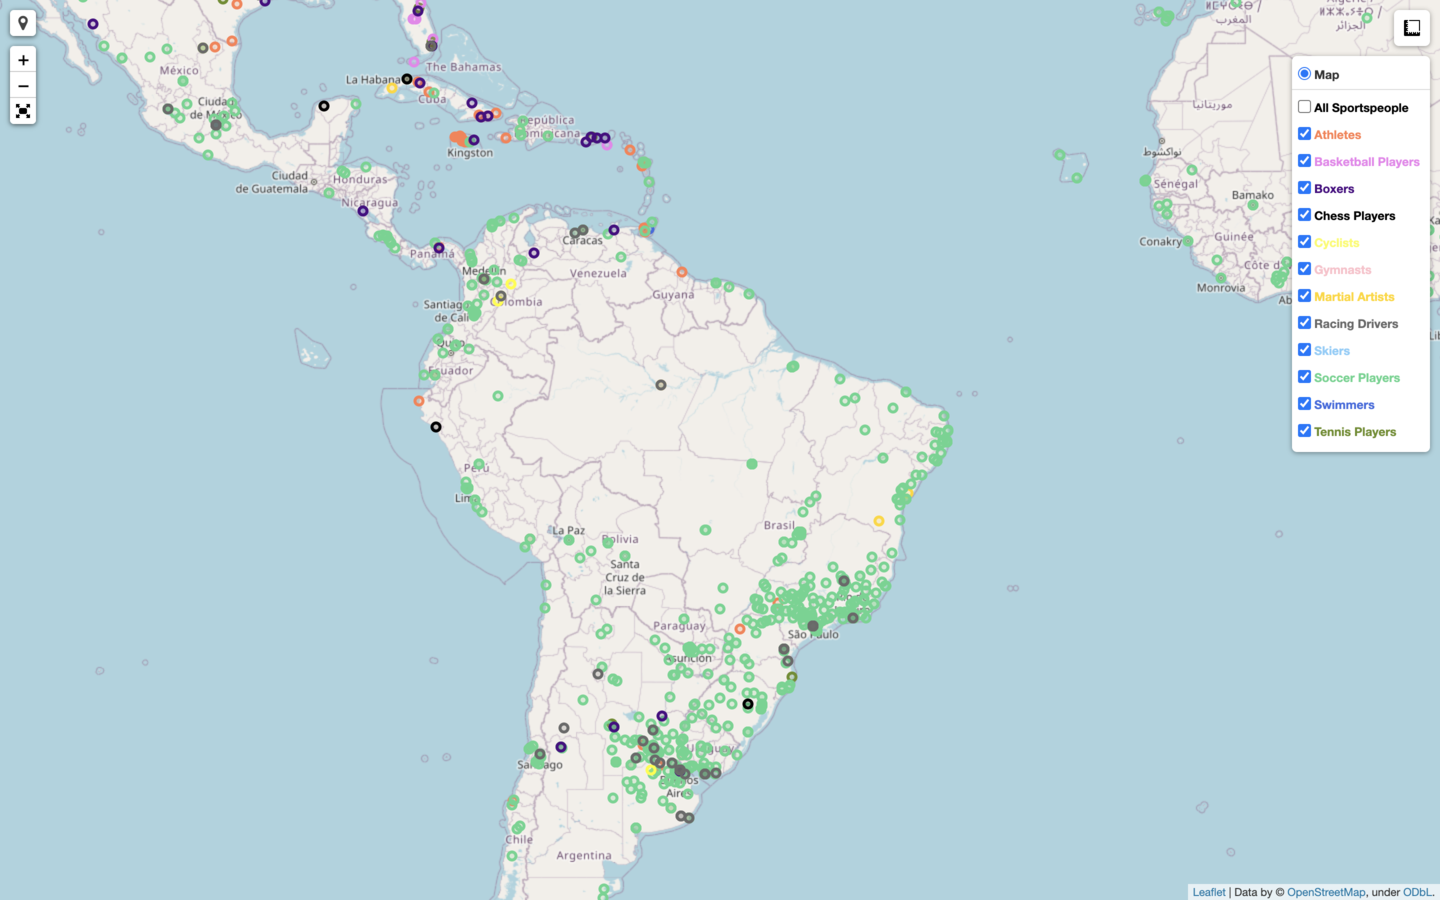 México
Ciudad
de México
La Habana
The Bahamas
Cuba
República
Dominicana
Kingston
Ciudad
de Guatemala
Honduras
Nicaragua
Panamá
Caracas
Venezuela
Medellín
Colombia
Guyana
Santiago
de Cali
Quito
Ecuador
Perú
Lima
La Paz
Bolivia
Santa
Cruz de
la Sierra
Brasil
Paraguay
Asunción
São Paulo
Uruguay
Buenos
Aires
Santiago
Chile
Argentina
المغرب
الجزائر
موريتانيا
نواكشوط
Sénégal
Bamako
Guinée
Conakry
Côte d'
Monrovia
+
−
Map
All Sportspeople
Athletes
Basketball Players
Boxers
Chess Players
Cyclists
Gymnasts
Martial Artists
Racing Drivers
Skiers
Soccer Players
Swimmers
Tennis Players
Leaflet | Data by © OpenStreetMap, under ODbL.